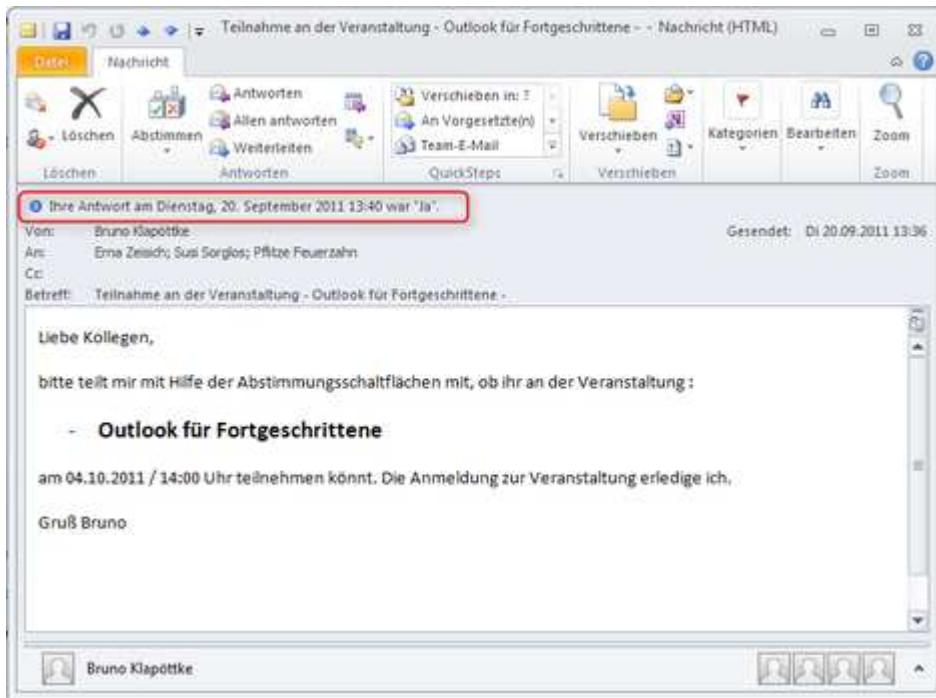 Teilnahme an der Veranstaltung - Outlook für Fortgeschrittene - - Nachricht (HTML)
Datei Nachricht
Löschen Abstimmen Antworten Allen antworten Weiterleiten
Verschieben in: ? An Vorgesetzte(n) Team-E-Mail
Verschieben Kategorien Bearbeiten Zoom
Löschen Antworten QuickSteps Verschieben Zoom
Ihre Antwort am Dienstag, 20. September 2011 13:40 war "Ja".
Von: Bruno Klapöttke Gesendet: Di 20.09.2011 13:36
An: Erna Zeisich; Susi Sorglos; Pflitze Feuerzahn
Cc:
Betreff: Teilnahme an der Veranstaltung - Outlook für Fortgeschrittene -
Liebe Kollegen,
bitte teilt mir mit Hilfe der Abstimmungsschaltflächen mit, ob ihr an der Veranstaltung :
- Outlook für Fortgeschrittene
am 04.10.2011 / 14:00 Uhr teilnehmen könnt. Die Anmeldung zur Veranstaltung erledige ich.
Gruß Bruno
Bruno Klapöttke